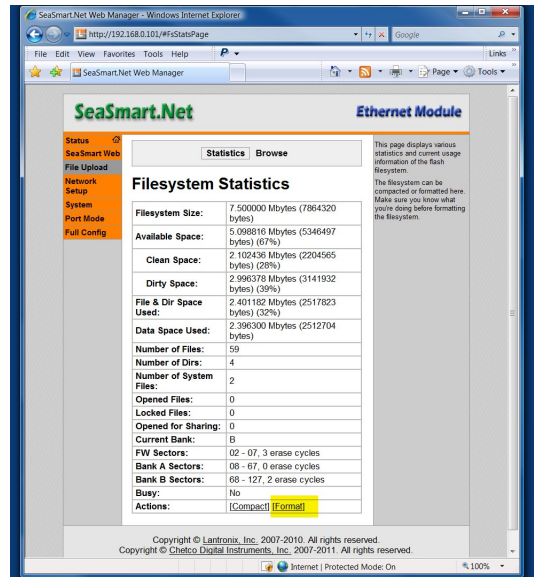 SeaSmart.Net Web Manager - Windows Internet Explorer
http://192.168.0.101/#FsStatsPage
Google
File Edit View Favorites Tools Help
Links
SeaSmart.Net Web Manager
Page
Tools
SeaSmart.Net
Ethernet Module
Status
SeaSmart Web
File Upload
Network
Setup
System
Port Mode
Full Config
Statistics Browse
Filesystem Statistics
Filesystem Size: 7.500000 Mbytes (7864320
bytes)
Available Space: 5.098816 Mbytes (5346497
bytes) (67%)
Clean Space: 2.102436 Mbytes (2204565
bytes) (28%)
Dirty Space: 2.996378 Mbytes (3141932
bytes) (39%)
File & Dir Space
Used:
2.401182 Mbytes (2517823
bytes) (32%)
Data Space Used: 2.396300 Mbytes (2512704
bytes)
Number of Files: 59
Number of Dirs: 4
Number of System
Files:
2
Opened Files: 0
Locked Files: 0
Opened for Sharing: 0
Current Bank: B
FW Sectors: 02 - 07, 3 erase cycles
Bank A Sectors: 08 - 67, 0 erase cycles
Bank B Sectors: 68 - 127, 2 erase cycles
Busy: No
Actions: [Compact] [Format]
This page displays various
statistics and current usage
information of the flash
filesystem.
The filesystem can be
compacted or formatted here.
Make sure you know what
you're doing before formatting
the filesystem.
Copyright © Lantronix, Inc. 2007-2010. All rights reserved.
Copyright © Chetco Digital Instruments, Inc. 2007-2011. All rights reserved.
Internet | Protected Mode: On
100%